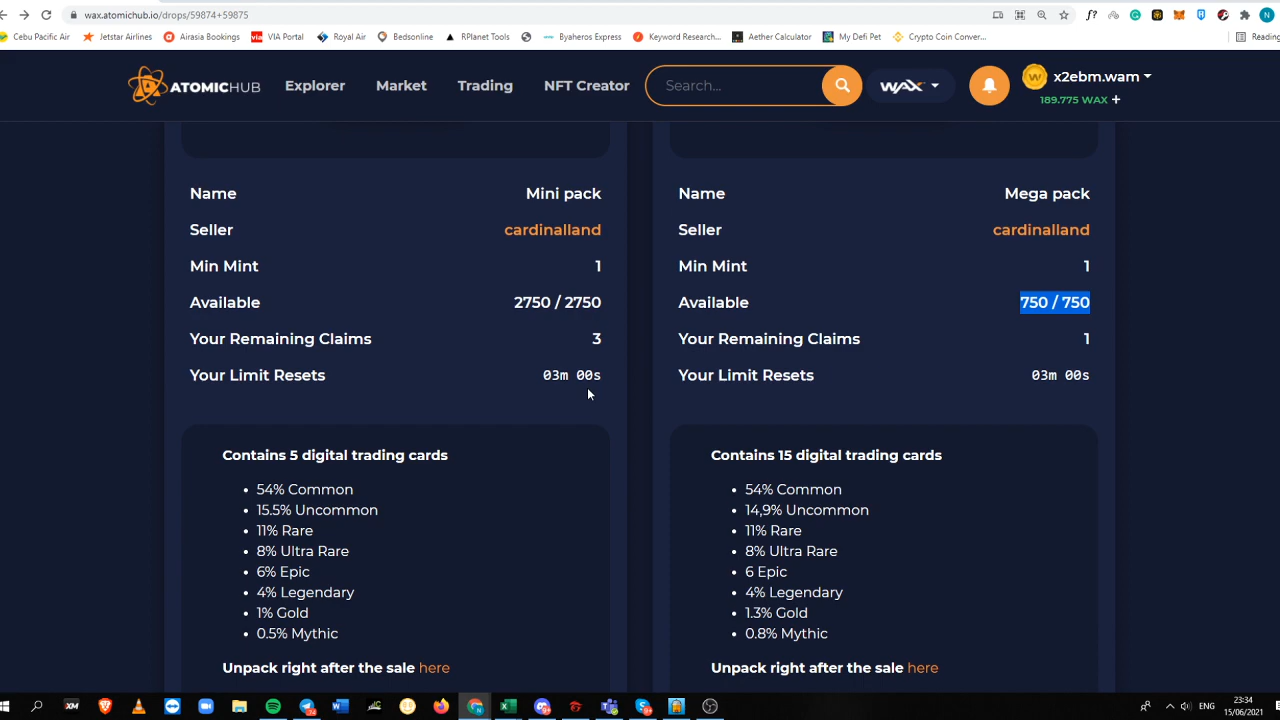 wax.atomichub.io/drops/59874+59875
Cebu Pacific Air
Jetstar Airlines
Airasia Bookings
VIA Portal
Royal Air
Bedsonline
RPlanet Tools
Byaheros Express
Keyword Research...
Aether Calculator
My Defi Pet
Crypto Coin Conver...
Reading
ATOMICHUB
Explorer
Market
Trading
NFT Creator
Search...
WAX
x2ebm.wam
189.775 WAX +
Name Mini pack
Seller cardinalland
Min Mint 1
Available 2750 / 2750
Your Remaining Claims 3
Your Limit Resets 03m 00s
Contains 5 digital trading cards
• 54% Common
• 15.5% Uncommon
• 11% Rare
• 8% Ultra Rare
• 6% Epic
• 4% Legendary
• 1% Gold
• 0.5% Mythic
Unpack right after the sale here
Name Mega pack
Seller cardinalland
Min Mint 1
Available 750 / 750
Your Remaining Claims 1
Your Limit Resets 03m 00s
Contains 15 digital trading cards
• 54% Common
• 14,9% Uncommon
• 11% Rare
• 8% Ultra Rare
• 6 Epic
• 4% Legendary
• 1.3% Gold
• 0.8% Mythic
Unpack right after the sale here
XM
ENG
23:34
15/06/2021